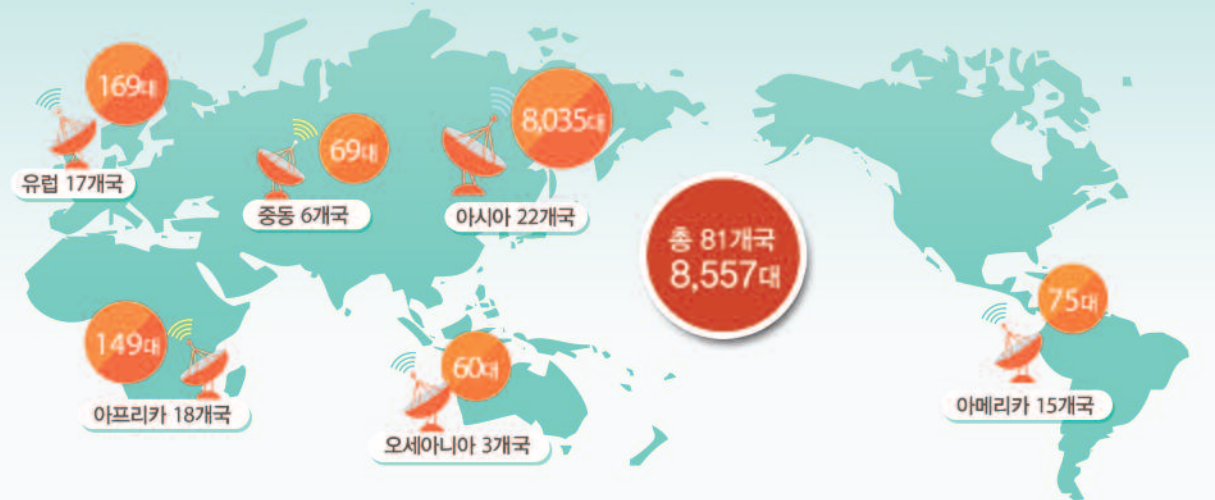 169대
유럽 17개국
69대
중동 6개국
8,035대
아시아 22개국
총 81개국
8,557대
75대
아메리카 15개국
149대
아프리카 18개국
60대
오세아니아 3개국